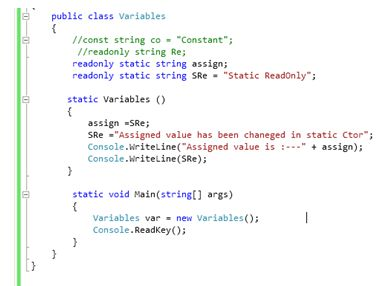 public class Variables
{
//const string co = "Constant";
//readonly string Re;
readonly static string assign;
readonly static string SRe = "Static ReadOnly";
static Variables ()
{
assign =SRe;
SRe ="Assigned value has been chaneged in static Ctor";
Console.WriteLine("Assigned value is :---" + assign);
Console.WriteLine(SRe);
}
static void Main(string[] args)
{
Variables var = new Variables();
Console.ReadKey();
}
}
}